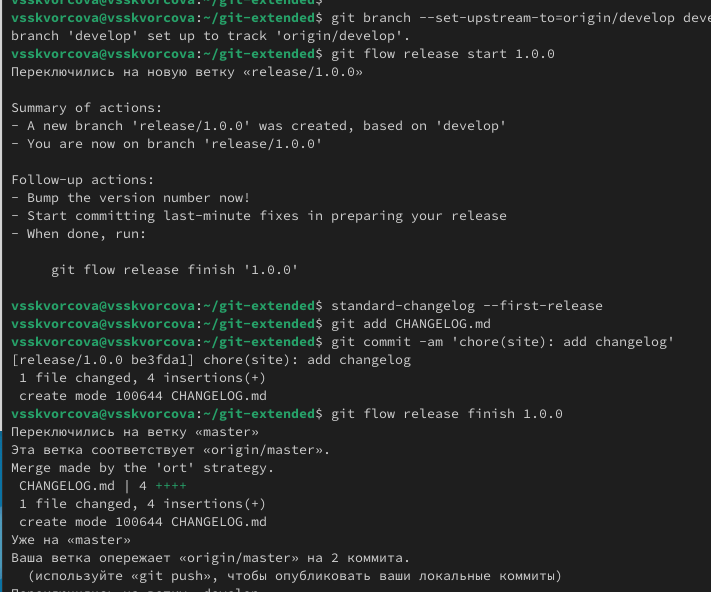 vsskvorcova@vsskvorcova:~/git-extended$
vsskvorcova@vsskvorcova:~/git-extended$ git branch --set-upstream-to=origin/develop deve
branch 'develop' set up to track 'origin/develop'.
vsskvorcova@vsskvorcova:~/git-extended$ git flow release start 1.0.0
Переключились на новую ветку «release/1.0.0»
Summary of actions:
- A new branch 'release/1.0.0' was created, based on 'develop'
- You are now on branch 'release/1.0.0'
Follow-up actions:
- Bump the version number now!
- Start committing last-minute fixes in preparing your release
- When done, run:
git flow release finish '1.0.0'
vsskvorcova@vsskvorcova:~/git-extended$ standard-changelog --first-release
vsskvorcova@vsskvorcova:~/git-extended$ git add CHANGELOG.md
vsskvorcova@vsskvorcova:~/git-extended$ git commit -am 'chore(site): add changelog'
[release/1.0.0 be3fda1] chore(site): add changelog
1 file changed, 4 insertions(+)
create mode 100644 CHANGELOG.md
vsskvorcova@vsskvorcova:~/git-extended$ git flow release finish 1.0.0
Переключились на ветку «master»
Эта ветка соответствует «origin/master».
Merge made by the 'ort' strategy.
CHANGELOG.md | 4 ++++
1 file changed, 4 insertions(+)
create mode 100644 CHANGELOG.md
Уже на «master»
Ваша ветка опережает «origin/master» на 2 коммита.
(используйте «git push», чтобы опубликовать ваши локальные коммиты)